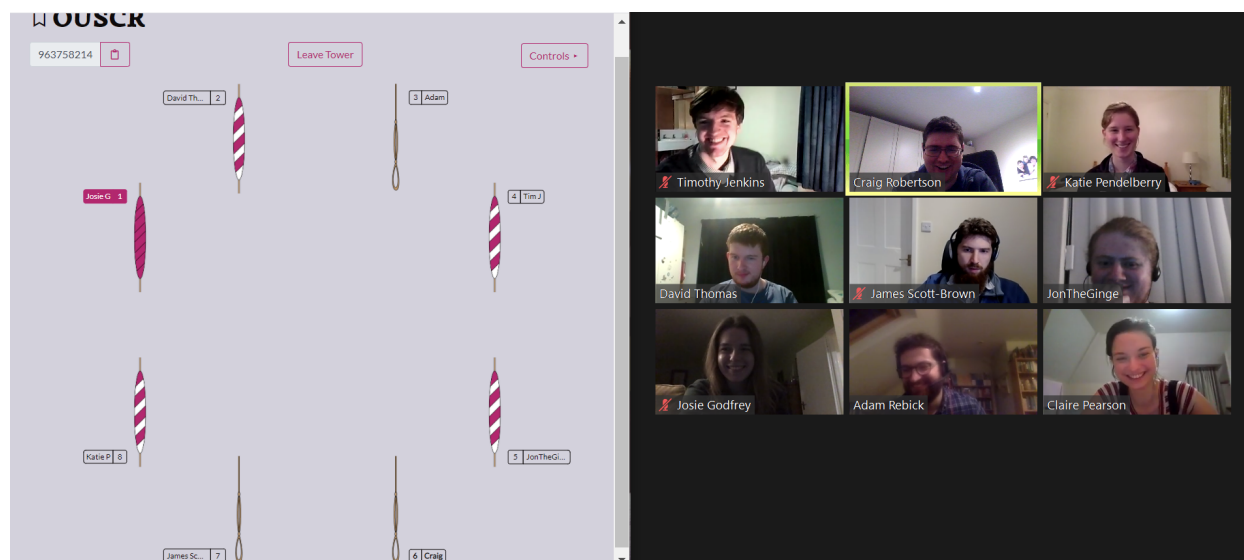 OUSCR
963758214
Leave Tower
Controls
David Th... 2
3 Adam
Josie G 1
4 Tim J
Katie P 8
5 JonTheGi...
James Sc... 7
6 Craig
Timothy Jenkins
Craig Robertson
Katie Pendelberry
David Thomas
James Scott-Brown
JonTheGinge
Josie Godfrey
Adam Rebick
Claire Pearson